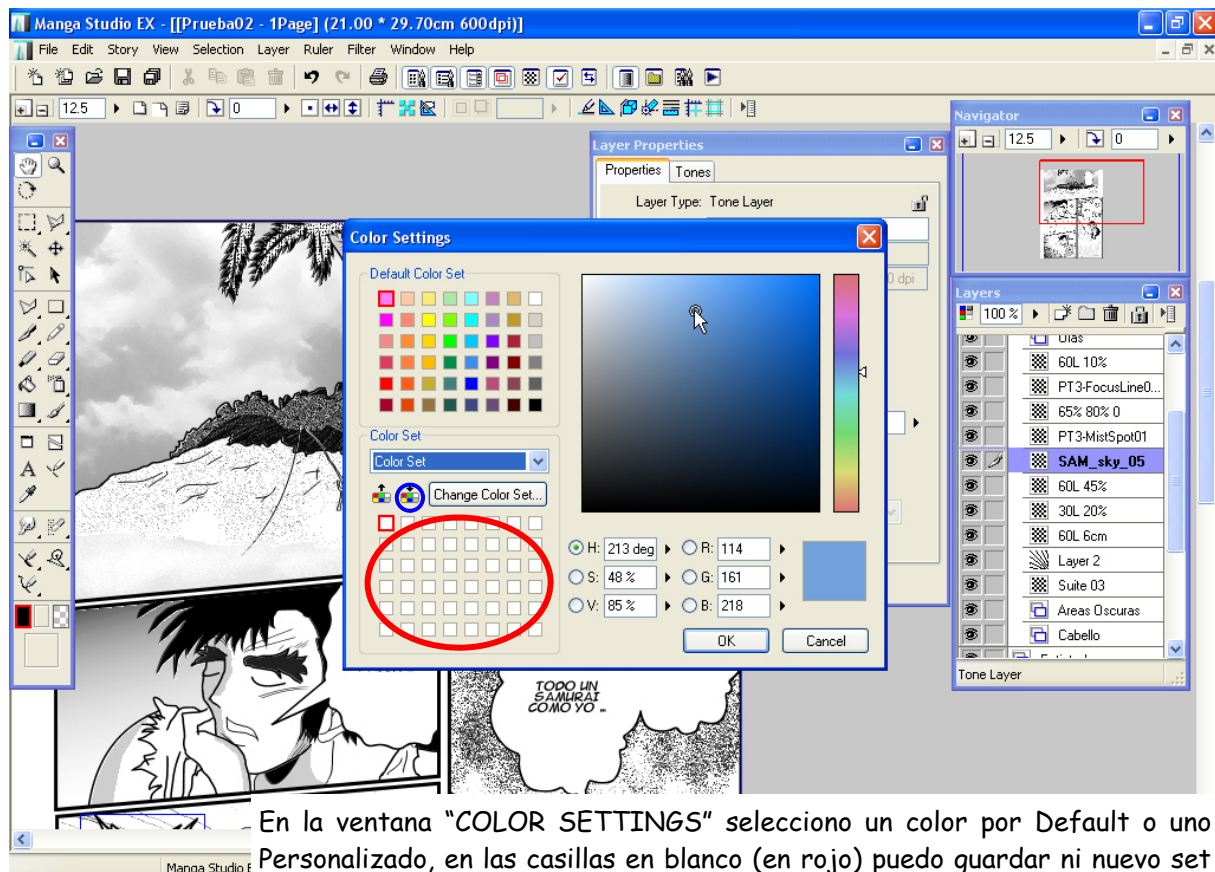 Manga Studio EX - [[Prueba02 - 1Page] (21.00 * 29.70cm 600dpi)]
File Edit Story View Selection Layer Ruler Filter Window Help
12.5 0
Navigator
12.5 0
Layer Properties
Properties Tones
Layer Type: Tone Layer
0 dpi
Color Settings
Default Color Set
Color Set
Color Set
Change Color Set...
H: 213 deg R: 114
S: 48 % G: 161
V: 85 % B: 218
OK Cancel
Layers
100 %
Olas
60L 10%
PT3-FocusLine0...
65% 80% 0
PT3-MistSpot01
SAM_sky_05
60L 45%
30L 20%
60L 6cm
Layer 2
Suite 03
Areas Oscuras
Cabello
Tone Layer
TODO UN
SAMURAI
COMO YO ..
Manga Studio E
En la ventana “COLOR SETTINGS” selecciono un color por Default o uno
Personalizado, en las casillas en blanco (en rojo) puedo guardar ni nuevo set